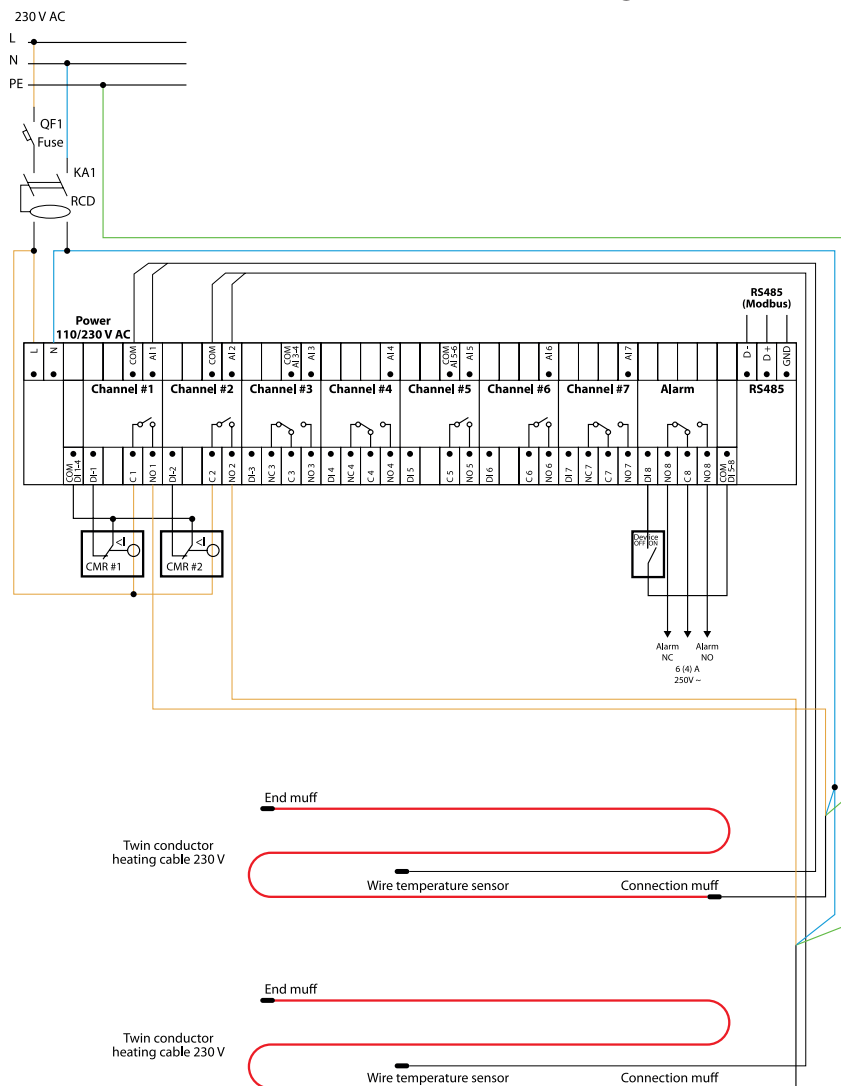 230 V AC
L
N
PE
QF1
Fuse
KA1
RCD
Power
110/230 V AC
RS485
(Modbus)
L
N
COM
AI 1
COM
AI 2
COM
AI 3-4
AI 3
AI 4
COM
AI 5-6
AI 5
AI 6
AI 7
D -
D +
GND
Channel #1
Channel #2
Channel #3
Channel #4
Channel #5
Channel #6
Channel #7
Alarm
RS485
COM
DI 1-4
DI-1
C 1
NO 1
DI-2
C 2
NO 2
DI-3
NC 3
C 3
NO 3
DI 4
NC 4
C 4
NO 4
DI 5
C 5
NO 5
DI 6
C 6
NO 6
DI 7
NC 7
C 7
NO 7
DI 8
NO 8
C 8
NO 8
COM
DI 5-8
<I
CMR #1
<I
CMR #2
Device
OFF ON
Alarm
NC
Alarm
NO
6 (4) A
250V ~
End muff
Twin conductor
heating cable 230 V
Wire temperature sensor
Connection muff
End muff
Twin conductor
heating cable 230 V
Wire temperature sensor
Connection muff